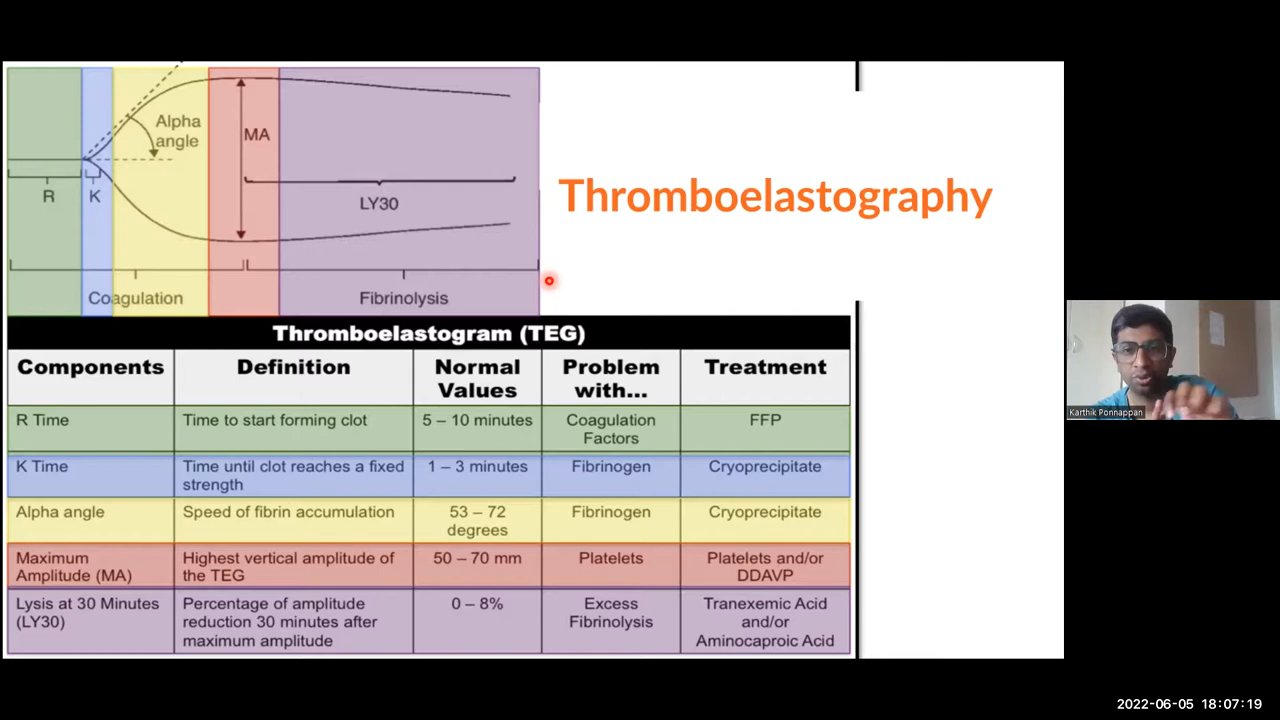 Alpha
angle
MA
R
K
LY30
Coagulation
Fibrinolysis
Thromboelastography
Thromboelastogram (TEG)
Components
Definition
Normal
Values
Problem
with...
Treatment
R Time
Time to start forming clot
5 – 10 minutes
Coagulation
Factors
FFP
K Time
Time until clot reaches a fixed
strength
1 – 3 minutes
Fibrinogen
Cryoprecipitate
Alpha angle
Speed of fibrin accumulation
53 – 72
degrees
Fibrinogen
Cryoprecipitate
Maximum
Amplitude (MA)
Highest vertical amplitude of
the TEG
50 – 70 mm
Platelets
Platelets and/or
DDAVP
Lysis at 30 Minutes
(LY30)
Percentage of amplitude
reduction 30 minutes after
maximum amplitude
0 – 8%
Excess
Fibrinolysis
Tranexemic Acid
and/or
Aminocaproic Acid
Karthik Ponnappan
2022-06-05 18:07:19